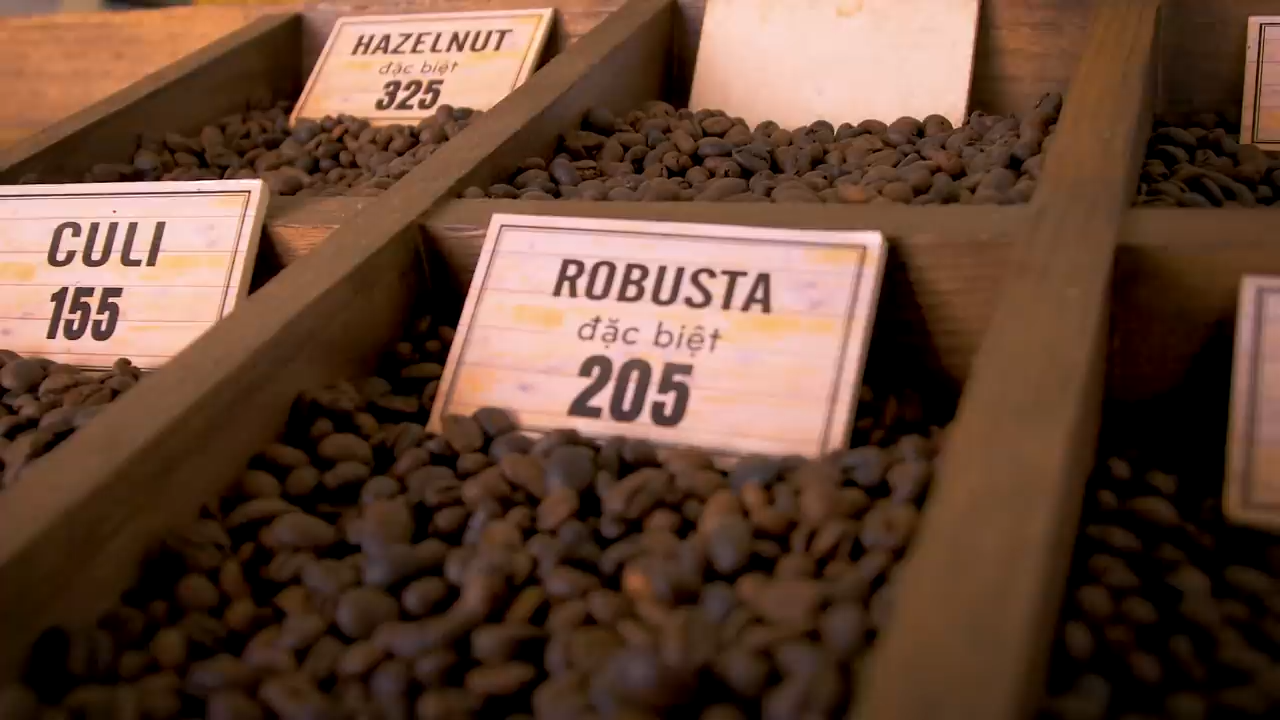 HAZELNUT
đặc biệt
325
CULI
155
ROBUSTA
đặc biệt
205